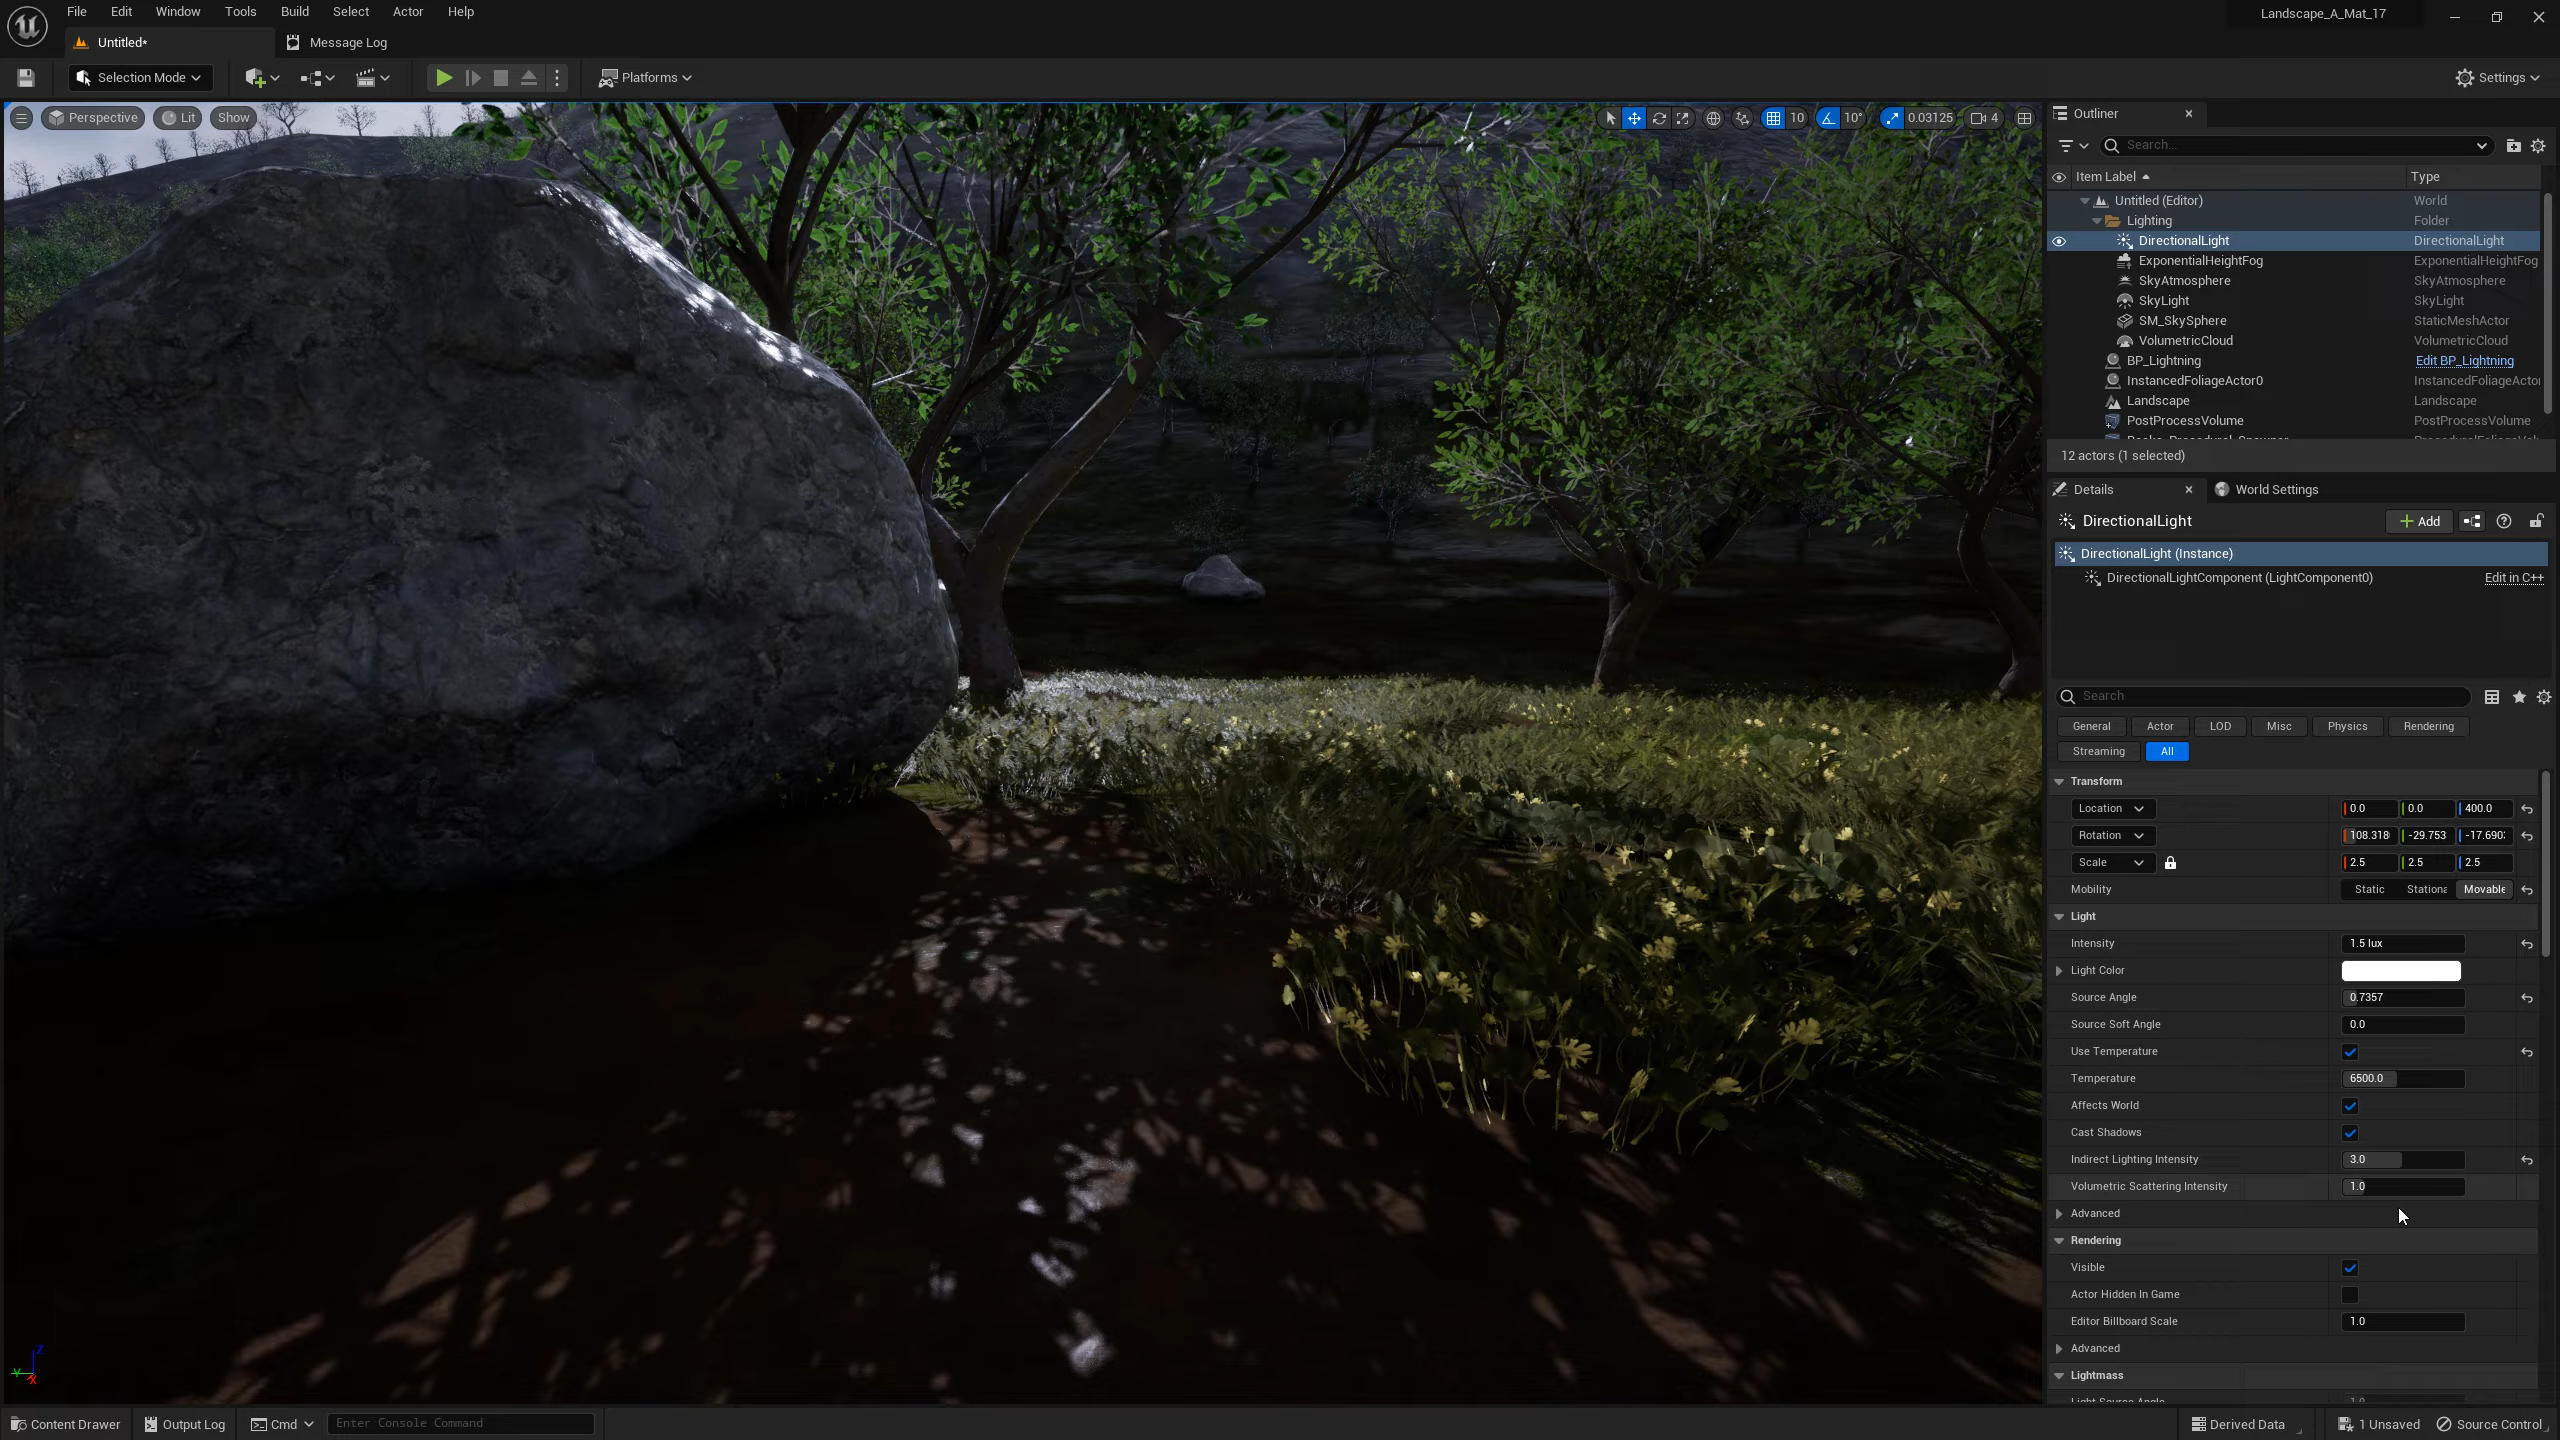 File Edit Window Tools Build Select Actor Help
Landscape_A_Mat_17
Untitled*
Message Log
Selection Mode
Platforms
Settings
Perspective
Lit
Show
10
10°
0.03125
4
Outliner
Search...
Item Label
Type
Untitled (Editor) World
Lighting Folder
DirectionalLight DirectionalLight
ExponentialHeightFog ExponentialHeightFog
SkyAtmosphere SkyAtmosphere
SkyLight SkyLight
SM_SkySphere StaticMeshActor
VolumetricCloud VolumetricCloud
BP_Lightning Edit BP_Lightning
InstancedFoliageActor0 InstancedFoliageActor
Landscape Landscape
PostProcessVolume PostProcessVolume
12 actors (1 selected)
Details
World Settings
DirectionalLight
Add
DirectionalLight (Instance)
DirectionalLightComponent (LightComponent0) Edit in C++
Search
General Actor LOD Misc Physics Rendering
Streaming All
Transform
Location 0.0 0.0 400.0
Rotation 108.318 -29.753 -17.690
Scale 2.5 2.5 2.5
Mobility Static Stationa Movable
Light
Intensity 1.5 lux
Light Color
Source Angle 0.7357
Source Soft Angle 0.0
Use Temperature
Temperature 6500.0
Affects World
Cast Shadows
Indirect Lighting Intensity 3.0
Volumetric Scattering Intensity 1.0
Advanced
Rendering
Visible
Actor Hidden In Game
Editor Billboard Scale 1.0
Advanced
Lightmass
Z
Y
X
Content Drawer
Output Log
Cmd
Enter Console Command
Derived Data
1 Unsaved
Source Control